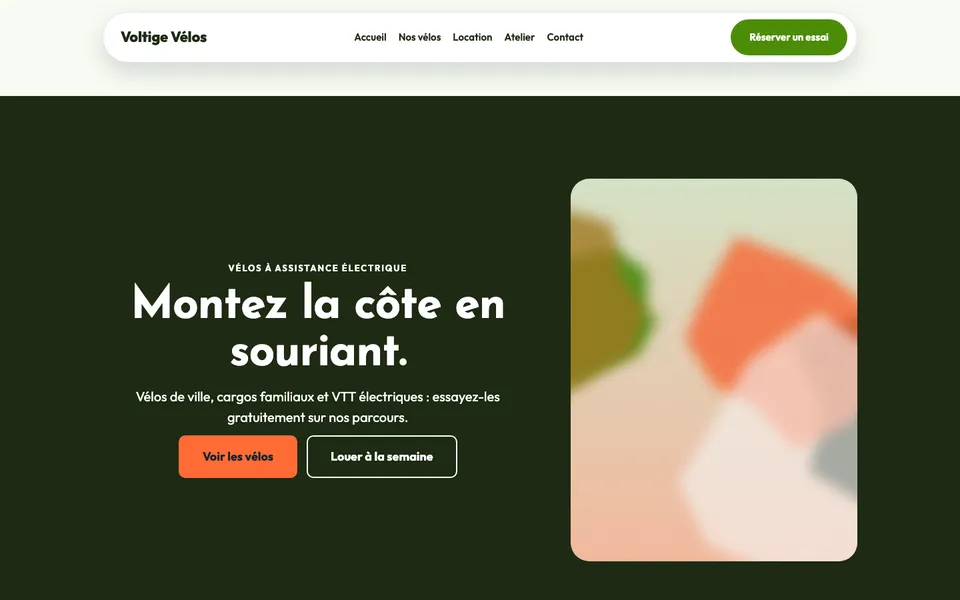 Voltige Vélos
Accueil
Nos vélos
Location
Atelier
Contact
Réserver un essai
VÉLOS À ASSISTANCE ÉLECTRIQUE
Montez la côte en
souriant.
Vélos de ville, cargos familiaux et VTT électriques : essayez-les
gratuitement sur nos parcours.
Voir les vélos
Louer à la semaine